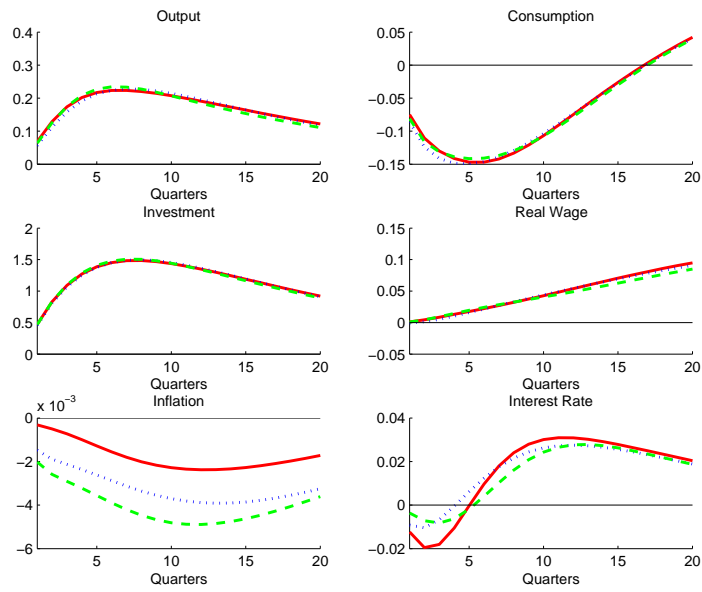 Output
0.4
0.3
0.2
0.1
0
5 10 15 20
Quarters
Consumption
0.05
0
−0.05
−0.1
−0.15
5 10 15 20
Quarters
Investment
2
1.5
1
0.5
0
5 10 15 20
Quarters
Real Wage
0.15
0.1
0.05
0
−0.05
5 10 15 20
Quarters
x 10⁻³
Inflation
0
−2
−4
−6
5 10 15 20
Quarters
Interest Rate
0.04
0.02
0
−0.02
5 10 15 20
Quarters